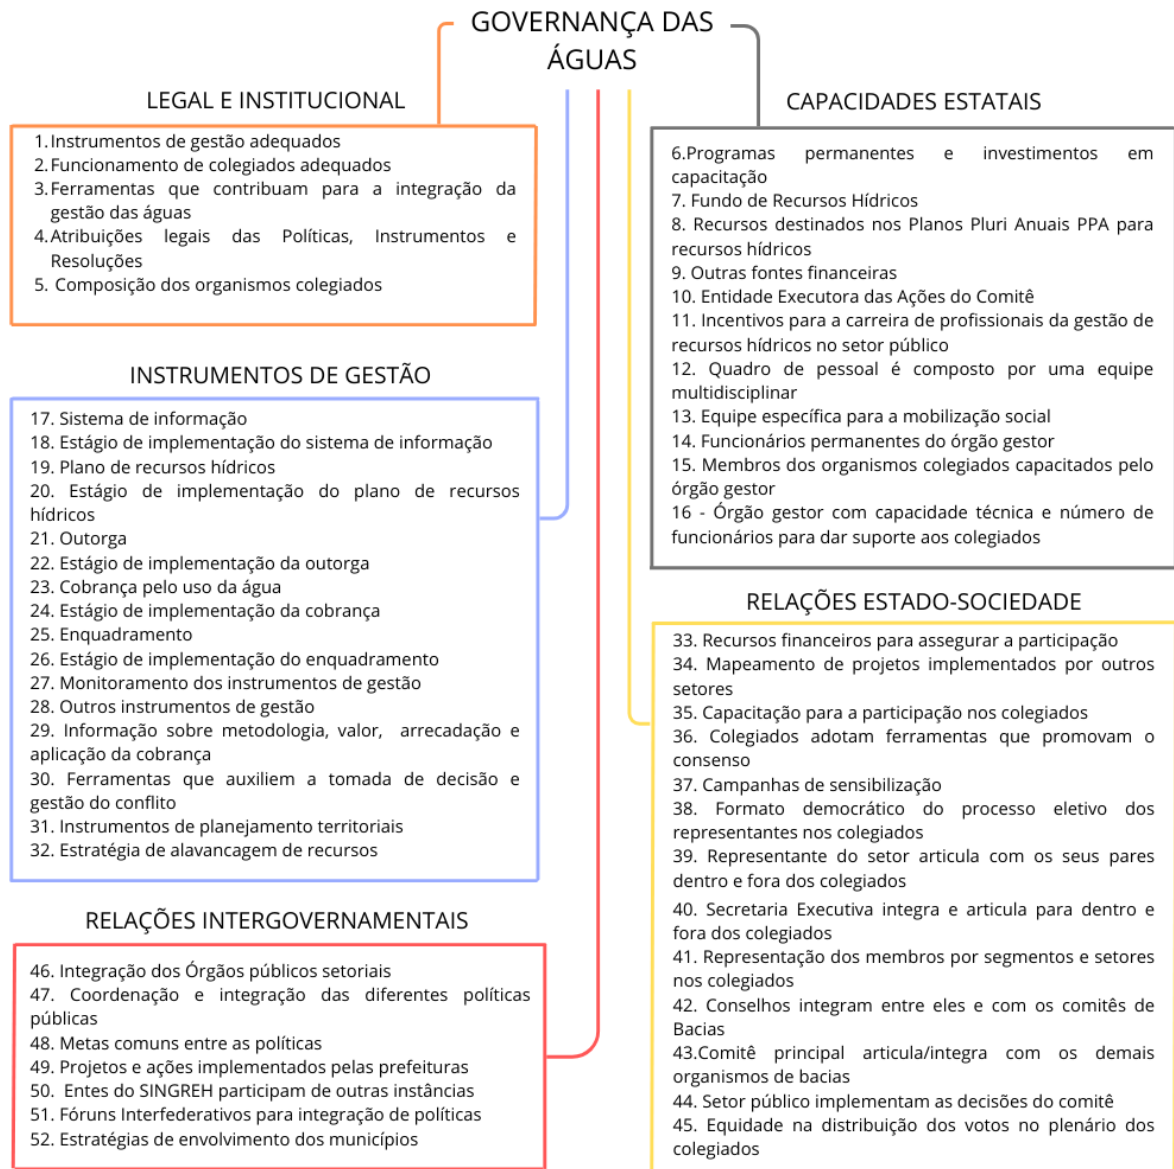 GOVERNANÇA DAS
ÁGUAS
LEGAL E INSTITUCIONAL
1.Instrumentos de gestão adequados
2.Funcionamento de colegiados adequados
3.Ferramentas que contribuam para a integração da
gestão das águas
4.Atribuições legais das Políticas, Instrumentos e
Resoluções
5. Composição dos organismos colegiados
CAPACIDADES ESTATAIS
6.Programas permanentes e investimentos em
capacitação
7. Fundo de Recursos Hídricos
8. Recursos destinados nos Planos Pluri Anuais PPA para
recursos hídricos
9. Outras fontes financeiras
10. Entidade Executora das Ações do Comitê
11. Incentivos para a carreira de profissionais da gestão de
recursos hídricos no setor público
12. Quadro de pessoal é composto por uma equipe
multidisciplinar
13. Equipe específica para a mobilização social
14. Funcionários permanentes do órgão gestor
15. Membros dos organismos colegiados capacitados pelo
órgão gestor
16 - Órgão gestor com capacidade técnica e número de
funcionários para dar suporte aos colegiados
INSTRUMENTOS DE GESTÃO
17. Sistema de informação
18. Estágio de implementação do sistema de informação
19. Plano de recursos hídricos
20. Estágio de implementação do plano de recursos
hídricos
21. Outorga
22. Estágio de implementação da outorga
23. Cobrança pelo uso da água
24. Estágio de implementação da cobrança
25. Enquadramento
26. Estágio de implementação do enquadramento
27. Monitoramento dos instrumentos de gestão
28. Outros instrumentos de gestão
29. Informação sobre metodologia, valor, arrecadação e
aplicação da cobrança
30. Ferramentas que auxiliem a tomada de decisão e
gestão do conflito
31. Instrumentos de planejamento territoriais
32. Estratégia de alavancagem de recursos
RELAÇÕES ESTADO-SOCIEDADE
33. Recursos financeiros para assegurar a participação
34. Mapeamento de projetos implementados por outros
setores
35. Capacitação para a participação nos colegiados
36. Colegiados adotam ferramentas que promovam o
consenso
37. Campanhas de sensibilização
38. Formato democrático do processo eletivo dos
representantes nos colegiados
39. Representante do setor articula com os seus pares
dentro e fora dos colegiados
40. Secretaria Executiva integra e articula para dentro e
fora dos colegiados
41. Representação dos membros por segmentos e setores
nos colegiados
42. Conselhos integram entre eles e com os comitês de
Bacias
43.Comitê principal articula/integra com os demais
organismos de bacias
44. Setor público implementam as decisões do comitê
45. Equidade na distribuição dos votos no plenário dos
colegiados
RELAÇÕES INTERGOVERNAMENTAIS
46. Integração dos Órgãos públicos setoriais
47. Coordenação e integração das diferentes políticas
públicas
48. Metas comuns entre as políticas
49. Projetos e ações implementados pelas prefeituras
50. Entes do SINGREH participam de outras instâncias
51. Fóruns Interfederativos para integração de políticas
52. Estratégias de envolvimento dos municípios